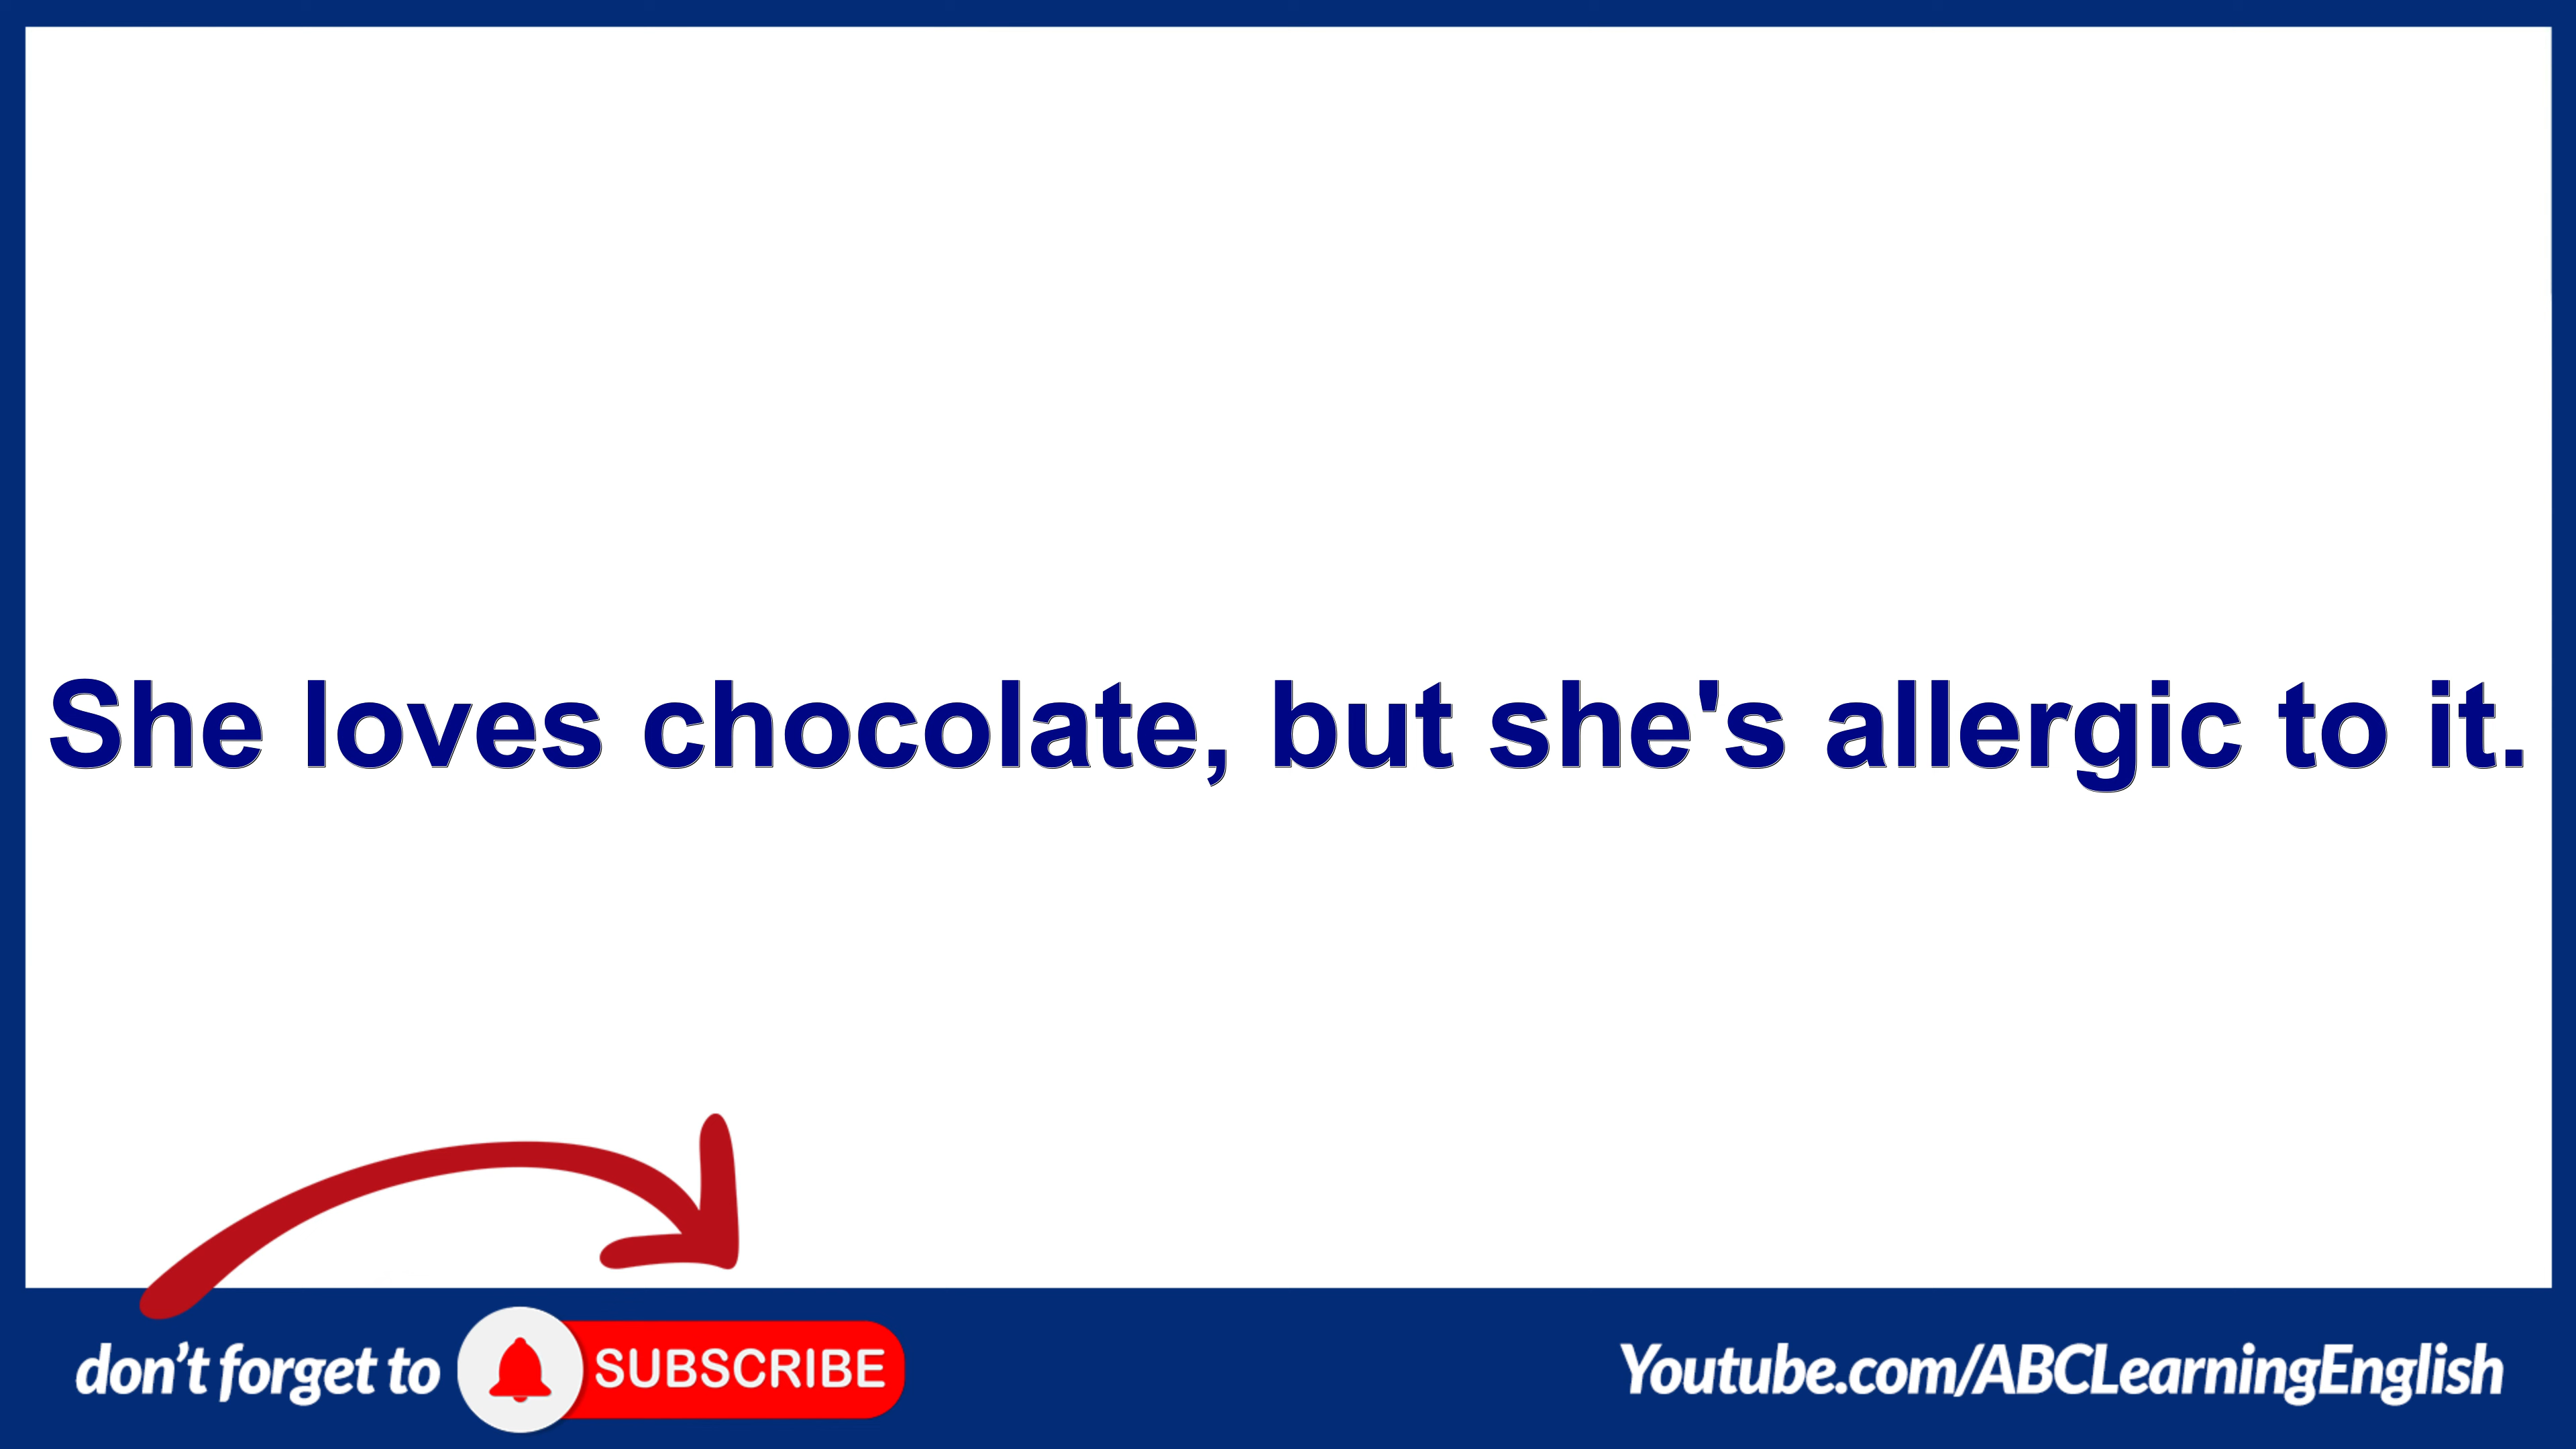 She loves chocolate, but she's allergic to it.
don't forget to SUBSCRIBE
Youtube.com/ABCLearningEnglish